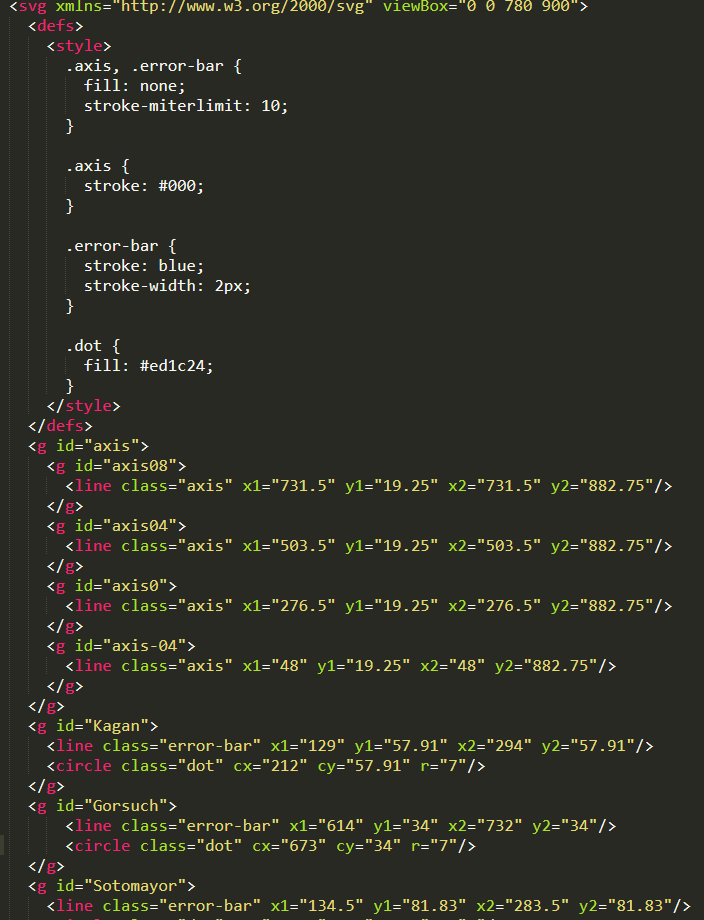 <svg xmlns="http://www.w3.org/2000/svg" viewBox="0 0 780 900">
  <defs>
    <style>
      .axis, .error-bar {
        fill: none;
        stroke-miterlimit: 10;
      }

      .axis {
        stroke: #000;
      }

      .error-bar {
        stroke: blue;
        stroke-width: 2px;
      }

      .dot {
        fill: #ed1c24;
      }
    </style>
  </defs>
  <g id="axis">
    <g id="axis08">
      <line class="axis" x1="731.5" y1="19.25" x2="731.5" y2="882.75"/>
    </g>
    <g id="axis04">
      <line class="axis" x1="503.5" y1="19.25" x2="503.5" y2="882.75"/>
    </g>
    <g id="axis0">
      <line class="axis" x1="276.5" y1="19.25" x2="276.5" y2="882.75"/>
    </g>
    <g id="axis-04">
      <line class="axis" x1="48" y1="19.25" x2="48" y2="882.75"/>
    </g>
  </g>
  <g id="Kagan">
    <line class="error-bar" x1="129" y1="57.91" x2="294" y2="57.91"/>
    <circle class="dot" cx="212" cy="57.91" r="7"/>
  </g>
  <g id="Gorsuch">
      <line class="error-bar" x1="614" y1="34" x2="732" y2="34"/>
      <circle class="dot" cx="673" cy="34" r="7"/>
  </g>
  <g id="Sotomayor">
    <line class="error-bar" x1="134.5" y1="81.83" x2="283.5" y2="81.83"/>